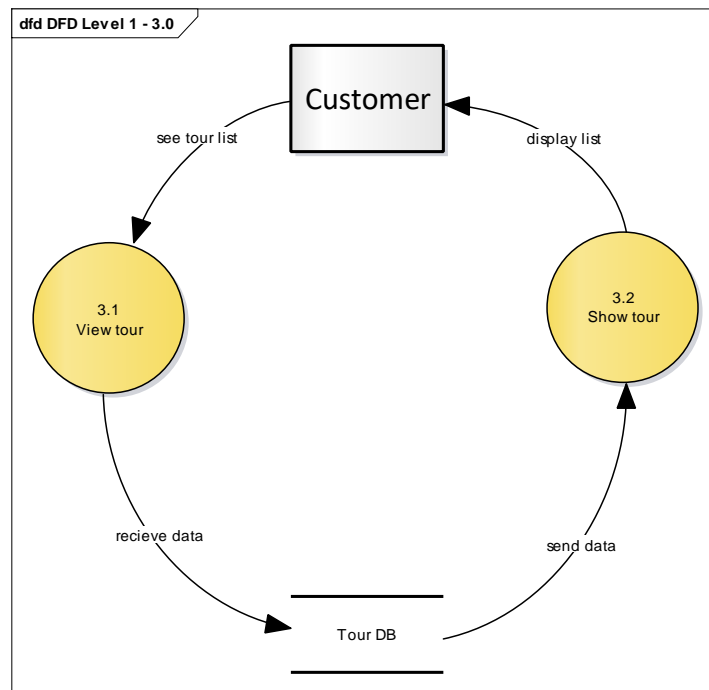 dfd DFD Level 1 - 3.0
Customer
see tour list
display list
3.1
View tour
3.2
Show tour
recieve data
send data
Tour DB